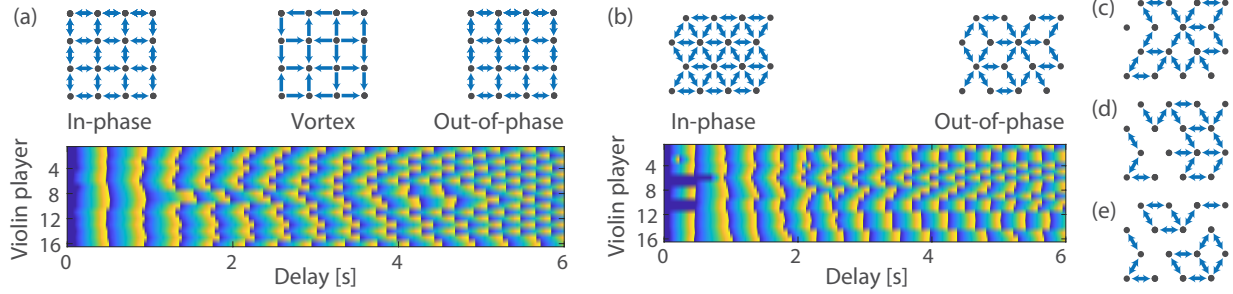 (a)
In-phase Vortex Out-of-phase
Violin player
4
8
12
16
0 2 4 6
Delay [s]
(b)
In-phase Out-of-phase
Violin player
4
8
12
16
0 2 4 6
Delay [s]
(c)
(d)
(e)